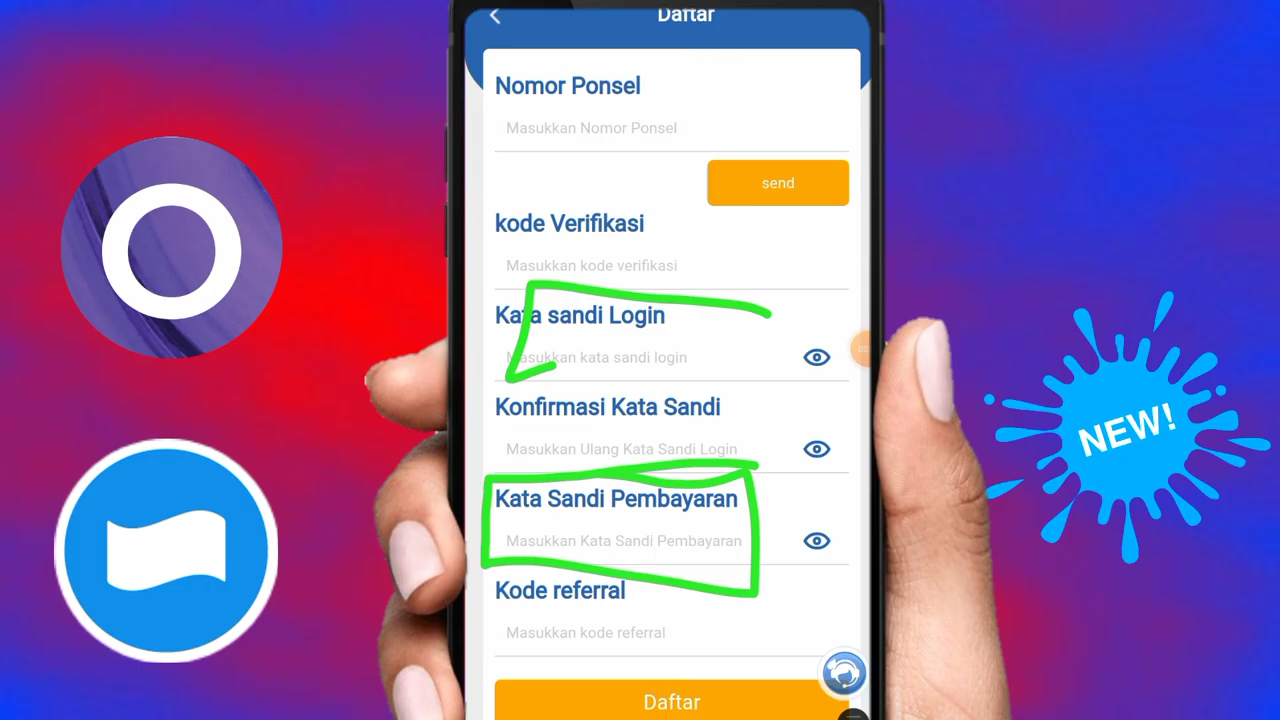 Daftar
Nomor Ponsel
Masukkan Nomor Ponsel
send
kode Verifikasi
Masukkan kode verifikasi
Kata sandi Login
Masukkan kata sandi login
Konfirmasi Kata Sandi
Masukkan Ulang Kata Sandi Login
Kata Sandi Pembayaran
Masukkan Kata Sandi Pembayaran
Kode referral
Masukkan kode referral
Daftar
NEW!